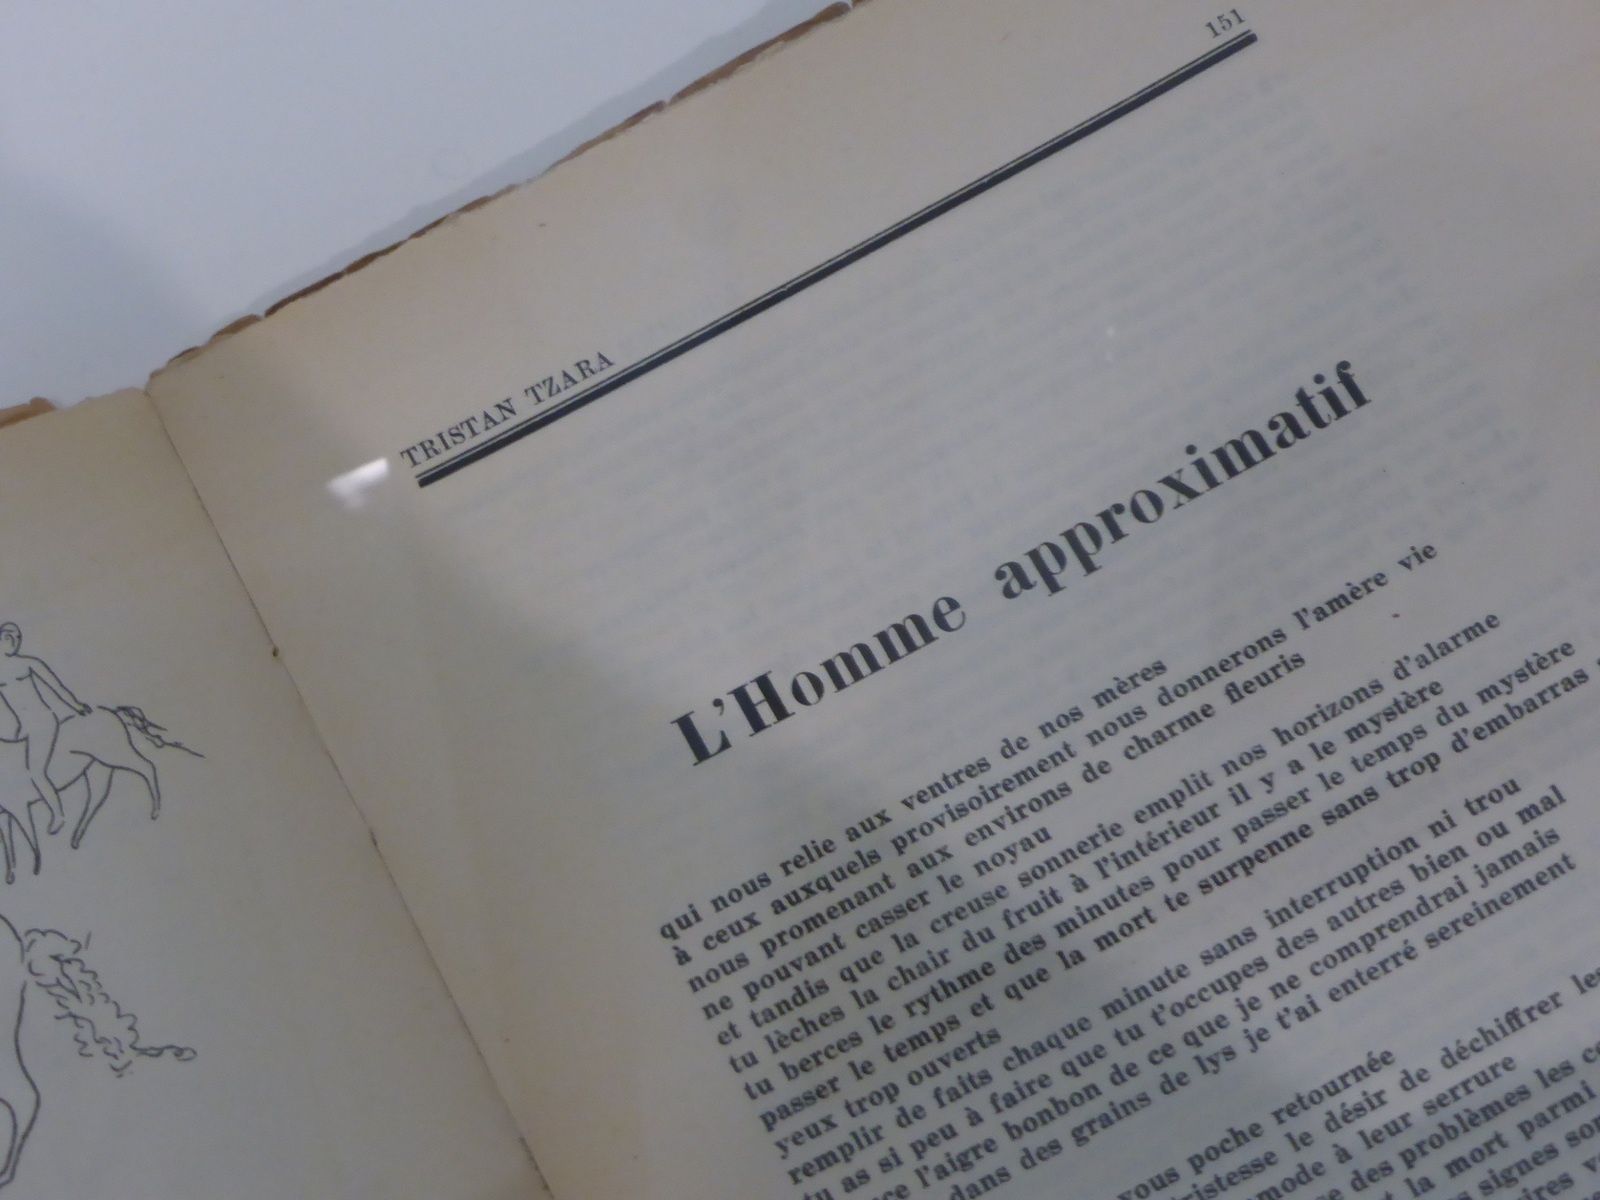 151
TRISTAN TZARA
L'Homme approximatif
qui nous relie aux ventres de nos mères
à ceux auxquels provisoirement nous donnerons l'amère vie
nous promenant aux environs de charme fleuris
ne pouvant casser le noyau
et tandis que la creuse sonnerie emplit nos horizons d'alarme
tu lèches la chair du fruit à l'intérieur il y a le mystère
tu berces le rythme des minutes pour passer le temps du mystère
passer le temps et que la mort te surpenne sans trop d'embarras
yeux trop ouverts
remplir de faits chaque minute sans interruption ni trou
tu as si peu à faire que tu t'occupes des autres bien ou mal
l'aigre bonbon de ce que je ne comprendrai jamais
dans des grains de lys je t'ai enterré sereinement
vous poche retournée
le désir de déchiffrer les
à leur serrure
des problèmes les
la mort parmi
signes